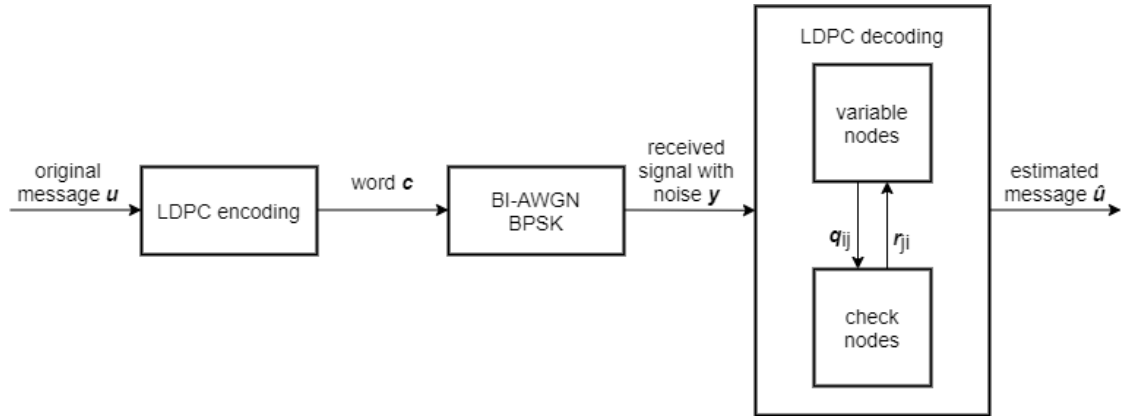 original
message u
LDPC encoding
word c
BI-AWGN
BPSK
received
signal with
noise y
LDPC decoding
variable
nodes
qij
rji
check
nodes
estimated
message û